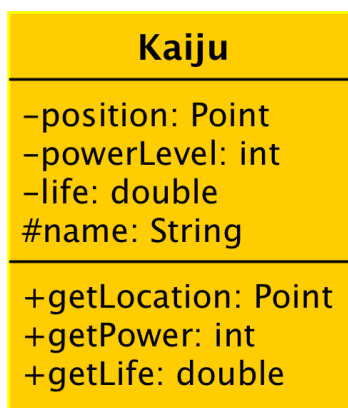 Kaiju
-position: Point
-powerLevel: int
-life: double
#name: String
+getLocation: Point
+getPower: int
+getLife: double